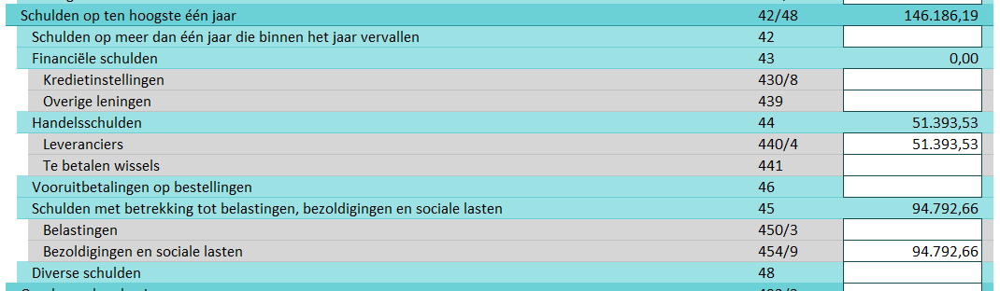 Schulden op ten hoogste één jaar 42/48 146.186,19
Schulden op meer dan één jaar die binnen het jaar vervallen 42
Financiële schulden 43 0,00
Kredietinstellingen 430/8
Overige leningen 439
Handelsschulden 44 51.393,53
Leveranciers 440/4 51.393,53
Te betalen wissels 441
Vooruitbetalingen op bestellingen 46
Schulden met betrekking tot belastingen, bezoldigingen en sociale lasten 45 94.792,66
Belastingen 450/3
Bezoldigingen en sociale lasten 454/9 94.792,66
Diverse schulden 48